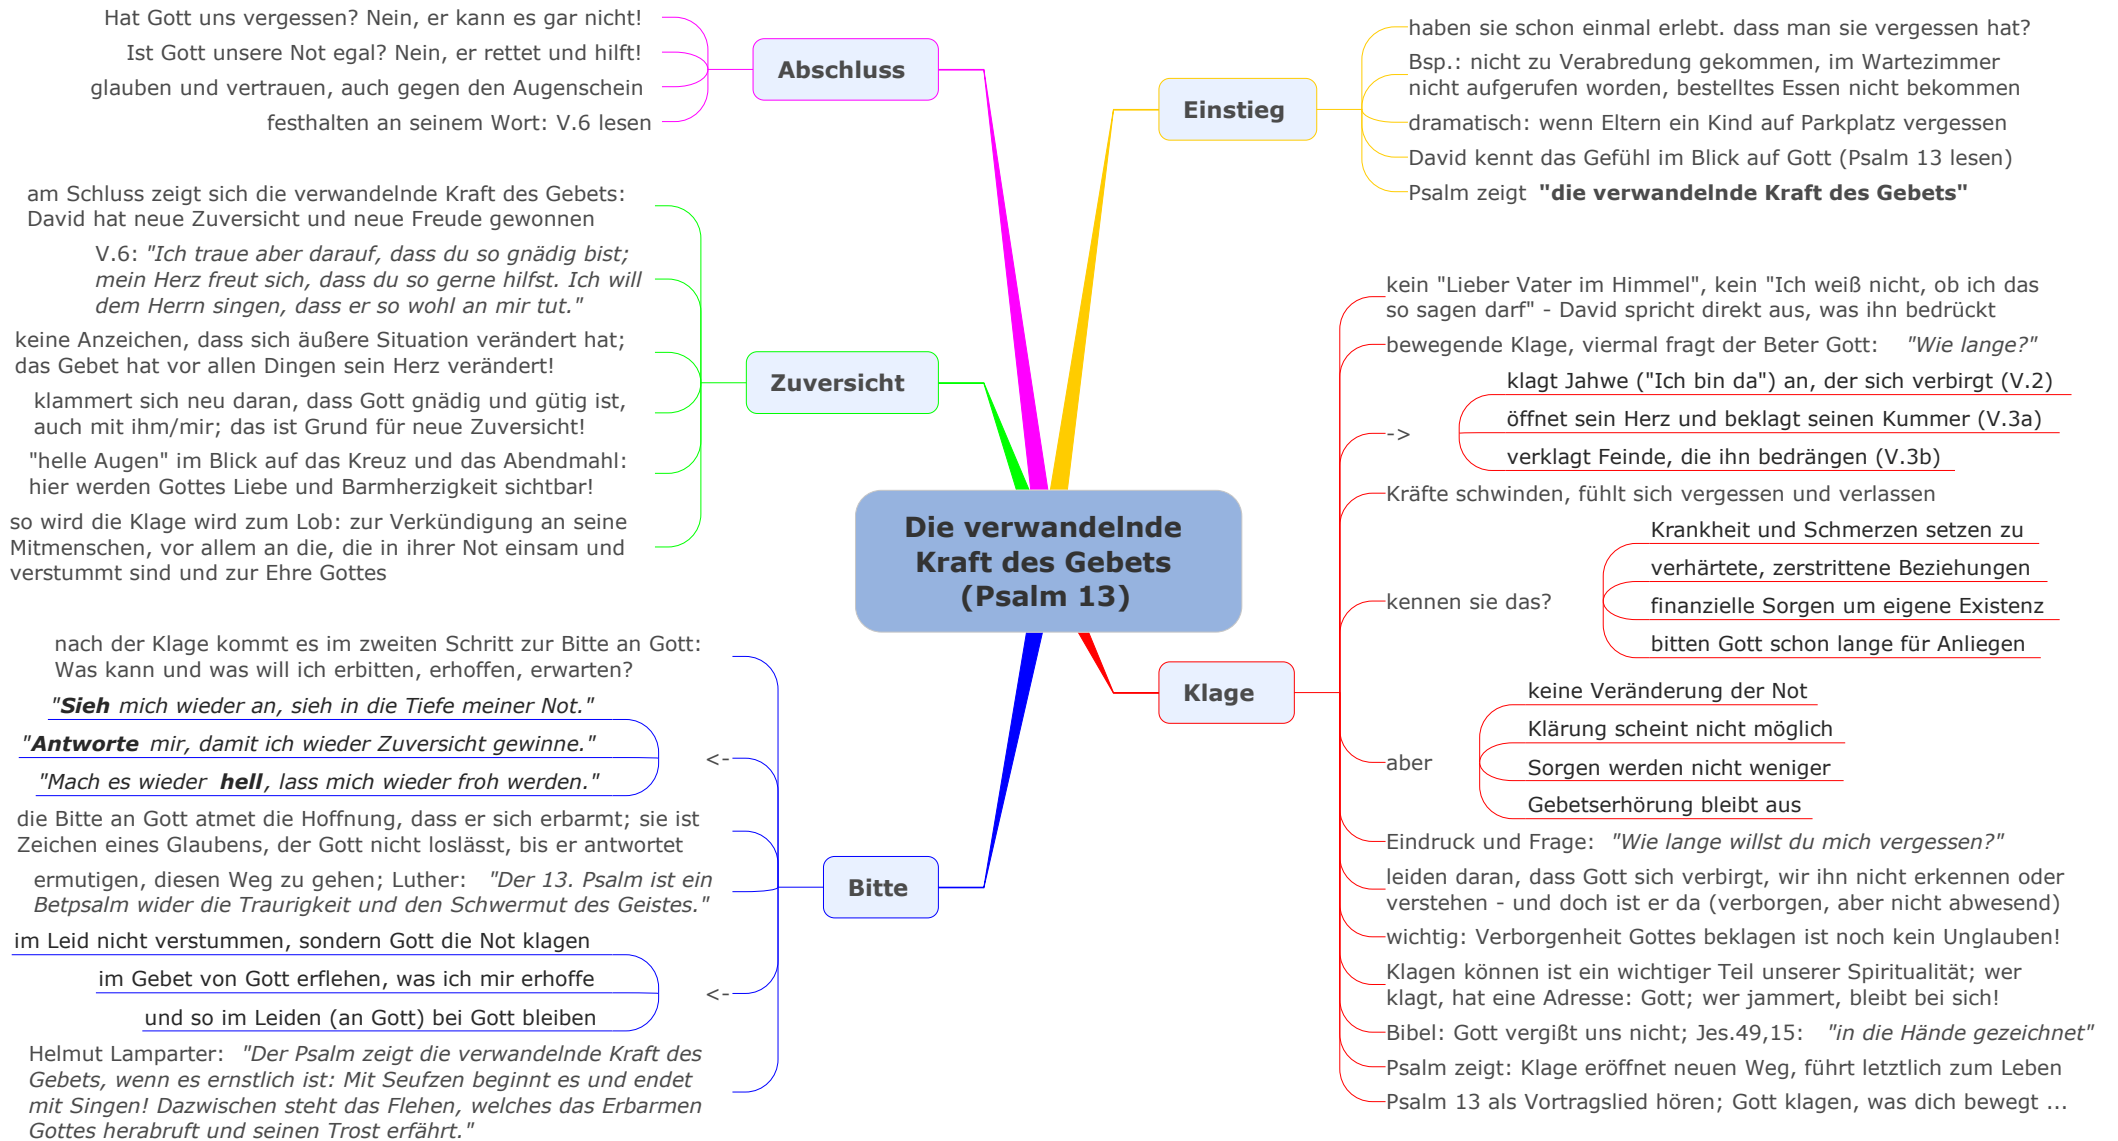 Die verwandelnde
Kraft des Gebets
(Psalm 13)
Einstieg
haben sie schon einmal erlebt. dass man sie vergessen hat?
Bsp.: nicht zu Verabredung gekommen, im Wartezimmer
nicht aufgerufen worden, bestelltes Essen nicht bekommen
dramatisch: wenn Eltern ein Kind auf Parkplatz vergessen
David kennt das Gefühl im Blick auf Gott (Psalm 13 lesen)
Psalm zeigt "die verwandelnde Kraft des Gebets"
Klage
kein "Lieber Vater im Himmel", kein "Ich weiß nicht, ob ich das
so sagen darf" - David spricht direkt aus, was ihn bedrückt
bewegende Klage, viermal fragt der Beter Gott: "Wie lange?"
->
klagt Jahwe ("Ich bin da") an, der sich verbirgt (V.2)
öffnet sein Herz und beklagt seinen Kummer (V.3a)
verklagt Feinde, die ihn bedrängen (V.3b)
Kräfte schwinden, fühlt sich vergessen und verlassen
kennen sie das?
Krankheit und Schmerzen setzen zu
verhärtete, zerstrittene Beziehungen
finanzielle Sorgen um eigene Existenz
bitten Gott schon lange für Anliegen
aber
keine Veränderung der Not
Klärung scheint nicht möglich
Sorgen werden nicht weniger
Gebetserhörung bleibt aus
Eindruck und Frage: "Wie lange willst du mich vergessen?"
leiden daran, dass Gott sich verbirgt, wir ihn nicht erkennen oder
verstehen - und doch ist er da (verborgen, aber nicht abwesend)
wichtig: Verborgenheit Gottes beklagen ist noch kein Unglauben!
Klagen können ist ein wichtiger Teil unserer Spiritualität; wer
klagt, hat eine Adresse: Gott; wer jammert, bleibt bei sich!
Bibel: Gott vergißt uns nicht; Jes.49,15: "in die Hände gezeichnet"
Psalm zeigt: Klage eröffnet neuen Weg, führt letztlich zum Leben
Psalm 13 als Vortragslied hören; Gott klagen, was dich bewegt ...
Bitte
nach der Klage kommt es im zweiten Schritt zur Bitte an Gott:
Was kann und was will ich erbitten, erhoffen, erwarten?
<-
"Sieh mich wieder an, sieh in die Tiefe meiner Not."
"Antworte mir, damit ich wieder Zuversicht gewinne."
"Mach es wieder hell, lass mich wieder froh werden."
die Bitte an Gott atmet die Hoffnung, dass er sich erbarmt; sie ist
Zeichen eines Glaubens, der Gott nicht loslässt, bis er antwortet
ermutigen, diesen Weg zu gehen; Luther: "Der 13. Psalm ist ein
Betpsalm wider die Traurigkeit und den Schwermut des Geistes."
<-
im Leid nicht verstummen, sondern Gott die Not klagen
im Gebet von Gott erflehen, was ich mir erhoffe
und so im Leiden (an Gott) bei Gott bleiben
Helmut Lamparter: "Der Psalm zeigt die verwandelnde Kraft des
Gebets, wenn es ernstlich ist: Mit Seufzen beginnt es und endet
mit Singen! Dazwischen steht das Flehen, welches das Erbarmen
Gottes herabruft und seinen Trost erfährt."
Zuversicht
am Schluss zeigt sich die verwandelnde Kraft des Gebets:
David hat neue Zuversicht und neue Freude gewonnen
V.6: "Ich traue aber darauf, dass du so gnädig bist;
mein Herz freut sich, dass du so gerne hilfst. Ich will
dem Herrn singen, dass er so wohl an mir tut."
keine Anzeichen, dass sich äußere Situation verändert hat;
das Gebet hat vor allen Dingen sein Herz verändert!
klammert sich neu daran, dass Gott gnädig und gütig ist,
auch mit ihm/mir; das ist Grund für neue Zuversicht!
"helle Augen" im Blick auf das Kreuz und das Abendmahl:
hier werden Gottes Liebe und Barmherzigkeit sichtbar!
so wird die Klage wird zum Lob: zur Verkündigung an seine
Mitmenschen, vor allem an die, die in ihrer Not einsam und
verstummt sind und zur Ehre Gottes
Abschluss
Hat Gott uns vergessen? Nein, er kann es gar nicht!
Ist Gott unsere Not egal? Nein, er rettet und hilft!
glauben und vertrauen, auch gegen den Augenschein
festhalten an seinem Wort: V.6 lesen